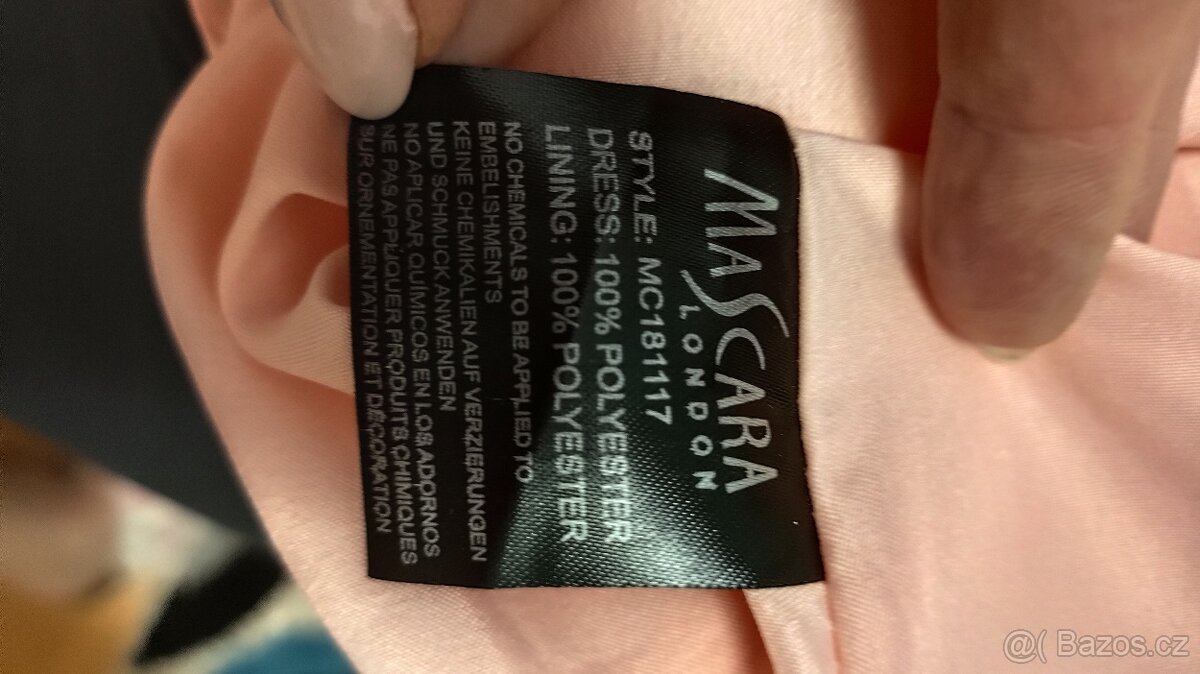 MASCARA
LONDON
STYLE: MC181117
DRESS: 100% POLYESTER
LINING: 100% POLYESTER
NO CHEMICALS TO BE APPLIED TO
EMBELISHMENTS
KEINE CHEMIKALIEN AUF VERZIERUNGEN
UND SCHMUCK ANWENDEN
NO APLICAR QUÍMICOS EN LOS ADORNOS
NE PAS APPLIQUER PRODUITS CHIMIQUES
SUR ORNEMENTATION ET DÉCORATION
@( Bazos.cz